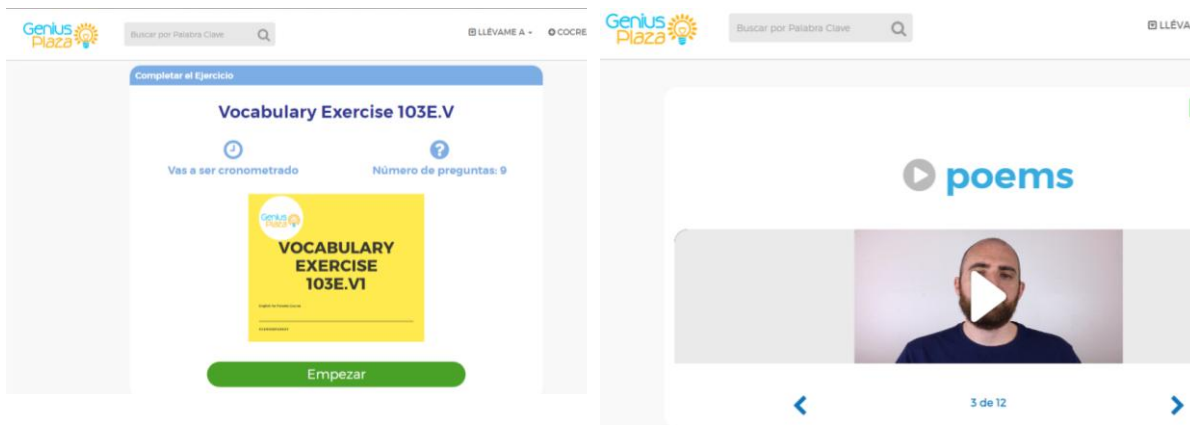 Genius
Plaza
Buscar por Palabra Clave
LLÉVAME A
COCRE
Completar el Ejercicio
Vocabulary Exercise 103E.V
Vas a ser cronometrado
Número de preguntas: 9
Genius
Plaza
VOCABULARY
EXERCISE
103E.V1
Empezar
Genius
Plaza
Buscar por Palabra Clave
LLÉVA
poems
3 de 12